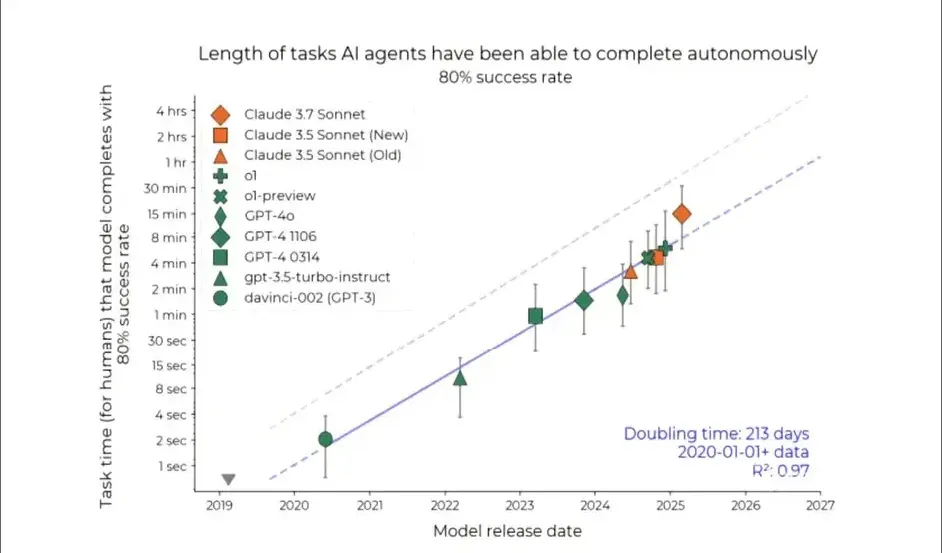 Length of tasks AI agents have been able to complete autonomously
80% success rate
Task time (for humans) that model completes with
80% success rate
4 hrs
2 hrs
1 hr
30 min
15 min
8 min
4 min
2 min
1 min
30 sec
15 sec
8 sec
4 sec
2 sec
1 sec
Claude 3.7 Sonnet
Claude 3.5 Sonnet (New)
Claude 3.5 Sonnet (Old)
o1
o1-preview
GPT-4o
GPT-4 1106
GPT-4 0314
gpt-3.5-turbo-instruct
davinci-002 (GPT-3)
Doubling time: 213 days
2020-01-01+ data
R²: 0.97
2019 2020 2021 2022 2023 2024 2025 2026 2027
Model release date